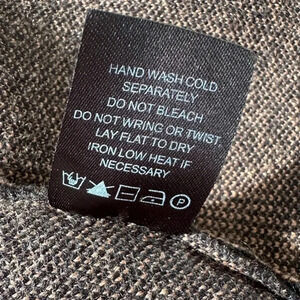 HAND WASH COLD
SEPARATELY
DO NOT BLEACH
DO NOT WRING OR TWIST.
LAY FLAT TO DRY
IRON LOW HEAT IF
NECESSARY
P